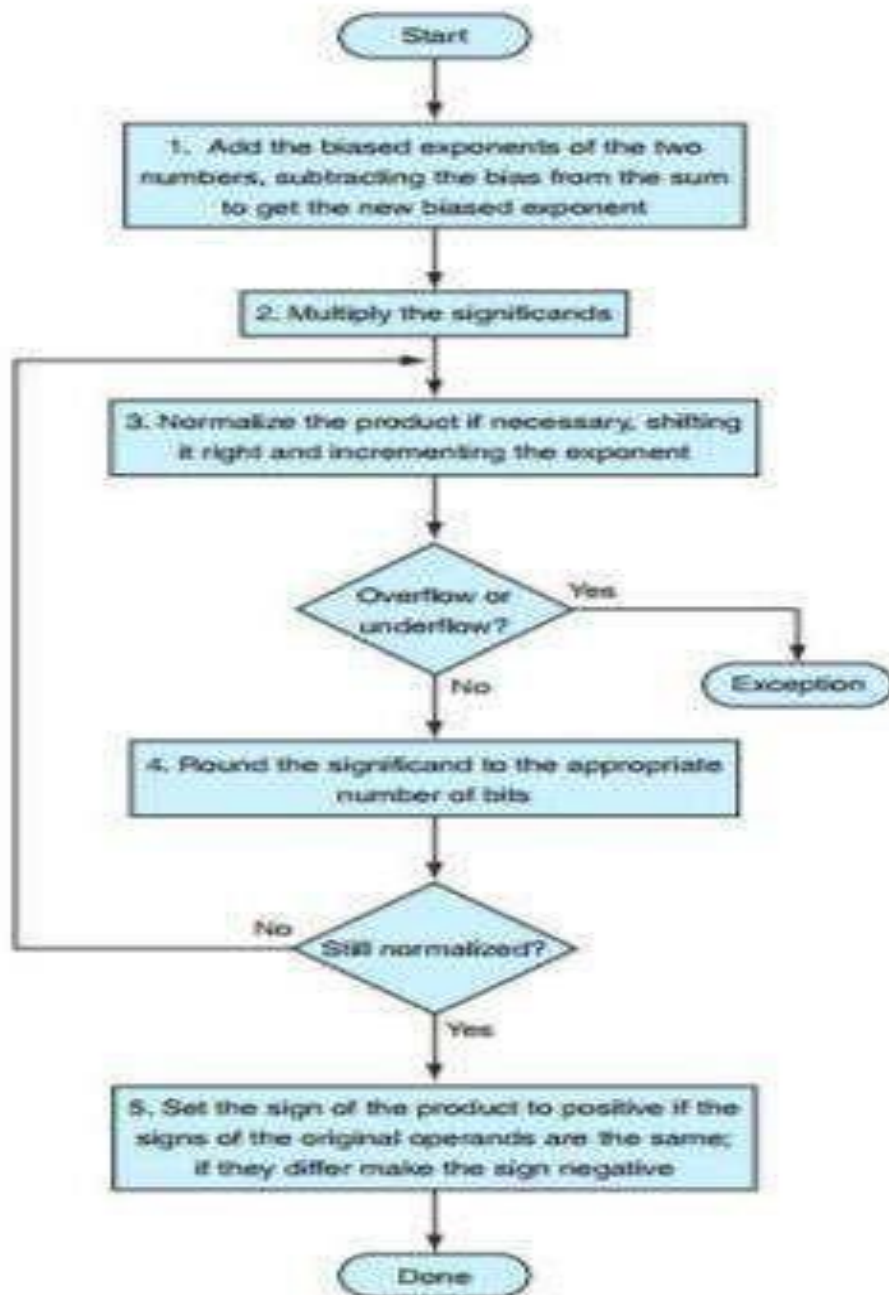 Start
1. Add the biased exponents of the two
numbers, subtracting the bias from the sum
to get the new biased exponent
2. Multiply the significands
3. Normalize the product if necessary, shifting
it right and incrementing the exponent
Overflow or
underflow?
Yes
Exception
No
4. Round the significand to the appropriate
number of bits
No
Still normalized?
Yes
5. Set the sign of the product to positive if the
signs of the original operands are the same;
if they differ make the sign negative
Done